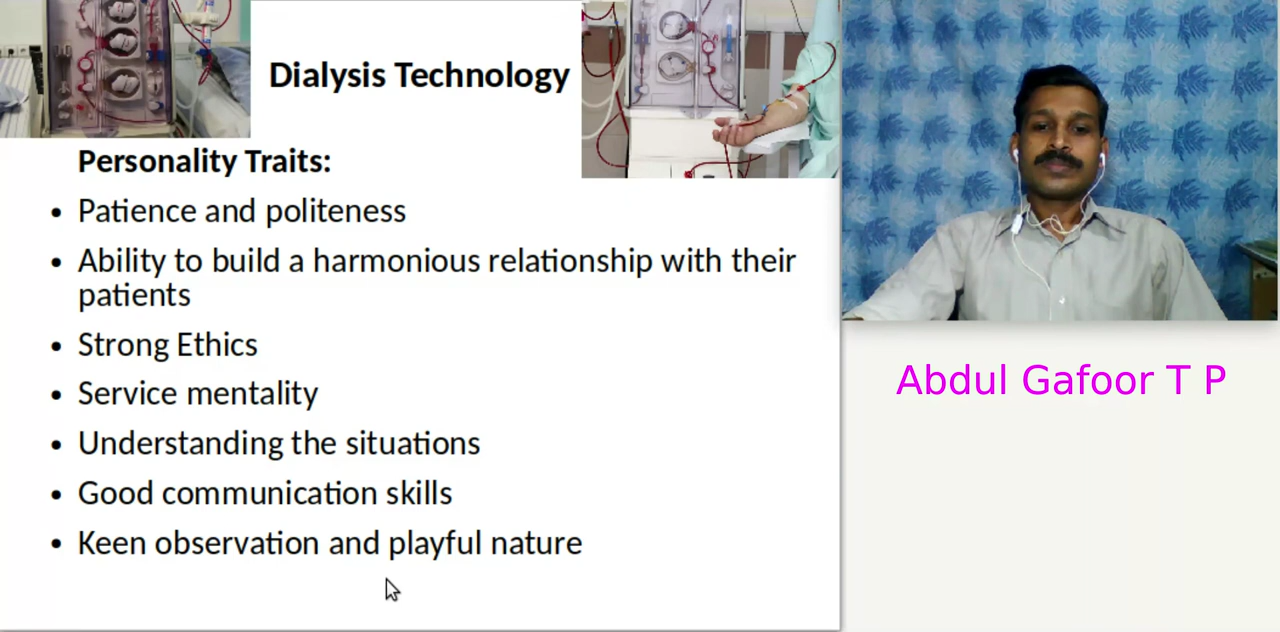 Dialysis Technology
Personality Traits:
• Patience and politeness
• Ability to build a harmonious relationship with their
patients
• Strong Ethics
• Service mentality
• Understanding the situations
• Good communication skills
• Keen observation and playful nature
Abdul Gafoor T P